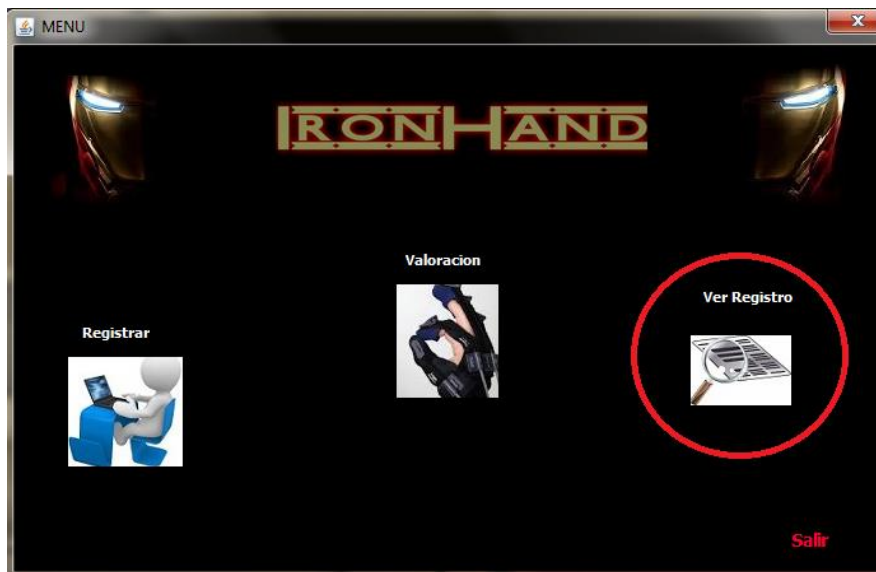 MENU
IRONHAND
Valoracion
Ver Registro
Registrar
Salir